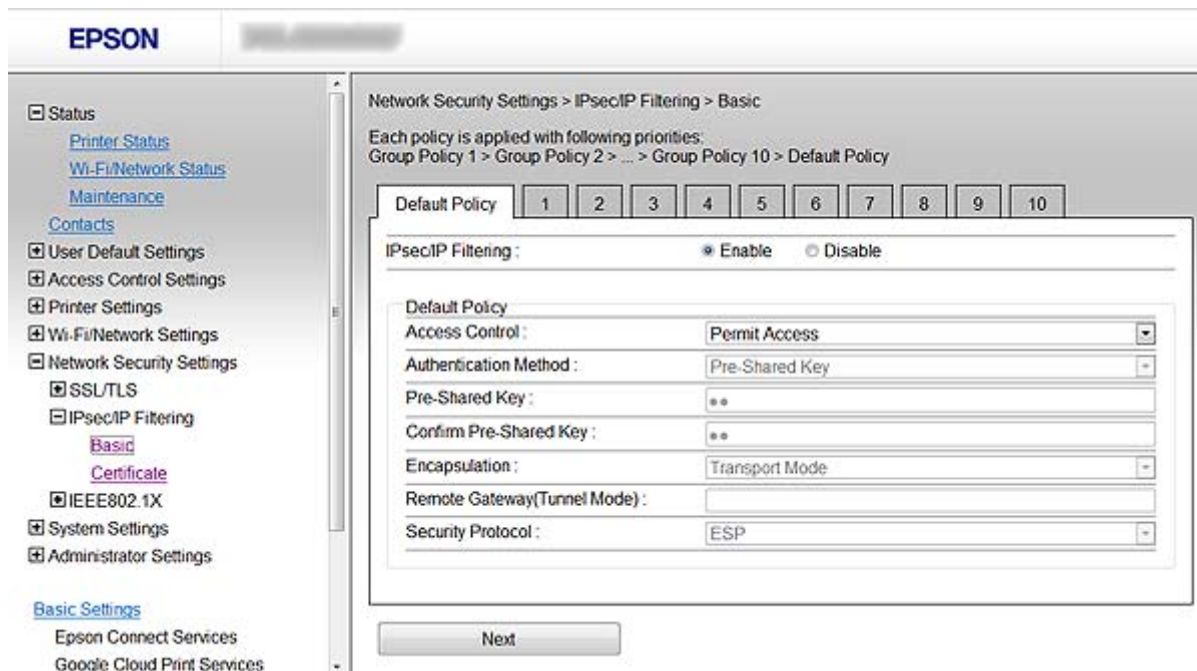 EPSON
Status
Printer Status
Wi-Fi/Network Status
Maintenance
Contacts
User Default Settings
Access Control Settings
Printer Settings
Wi-Fi/Network Settings
Network Security Settings
SSL/TLS
IPsec/IP Filtering
Basic
Certificate
IEEE802.1X
System Settings
Administrator Settings
Basic Settings
Epson Connect Services
Google Cloud Print Services
Network Security Settings > IPsec/IP Filtering > Basic
Each policy is applied with following priorities:
Group Policy 1 > Group Policy 2 > ... > Group Policy 10 > Default Policy
Default Policy 1 2 3 4 5 6 7 8 9 10
IPsec/IP Filtering : Enable Disable
Default Policy
Access Control : Permit Access
Authentication Method : Pre-Shared Key
Pre-Shared Key : ●●
Confirm Pre-Shared Key : ●●
Encapsulation : Transport Mode
Remote Gateway(Tunnel Mode) :
Security Protocol : ESP
Next